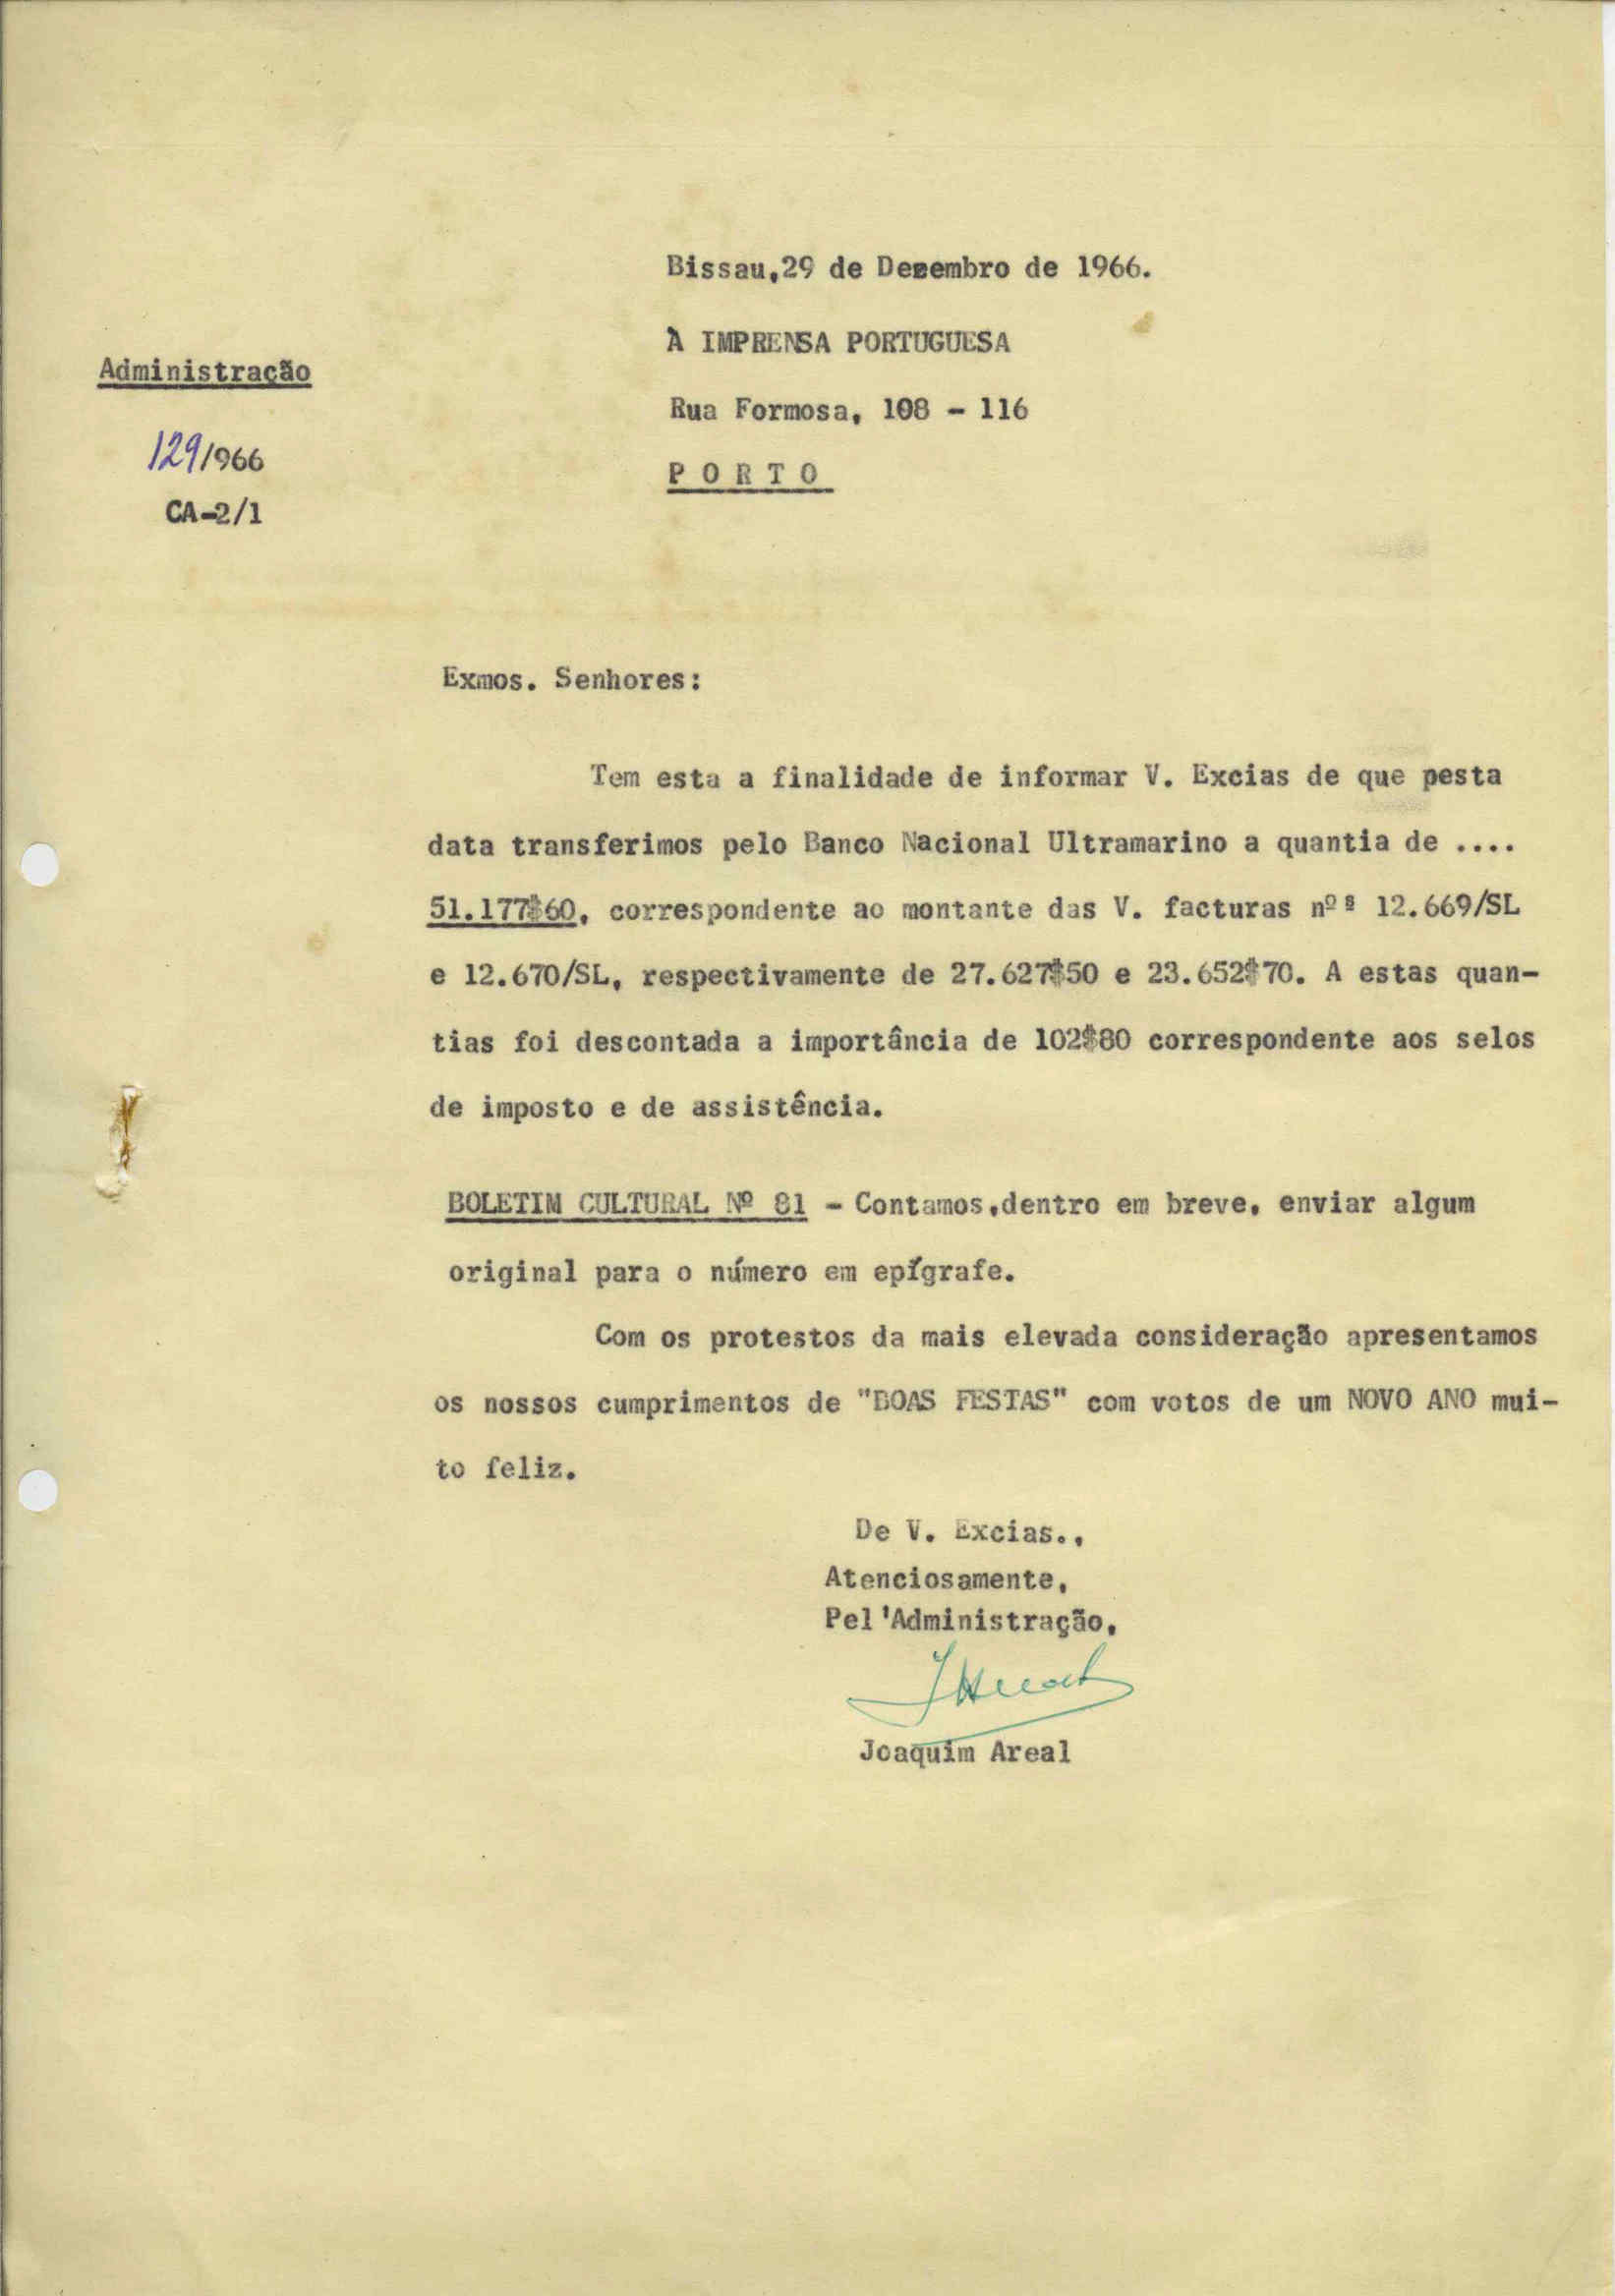 Bissau,29 de Dezembro de 1966.
À IMPRENSA PORTUGUESA
Administração
Rua Formosa, 108 - 116
129/966
PORTO
CA-2/1
Exmos. Senhores:
Tem esta a finalidade de informar V. Excias de que nesta
data transferimos pelo Banco Nacional Ultramarino a quantia de ....
51.177$60, correspondente ao montante das V. facturas nºs 12.669/SL
e 12.670/SL, respectivamente de 27.627$50 e 23.652$70. A estas quan-
tias foi descontada a importância de 102$80 correspondente aos selos
de imposto e de assistência.
BOLETIM CULTURAL Nº 81 - Contamos,dentro em breve, enviar algum
original para o número em epígrafe.
Com os protestos da mais elevada consideração apresentamos
os nossos cumprimentos de "BOAS FESTAS" com votos de um NOVO ANO mui-
to feliz.
De V. Excias.,
Atenciosamente,
Pel'Administração,
Joaquim Areal